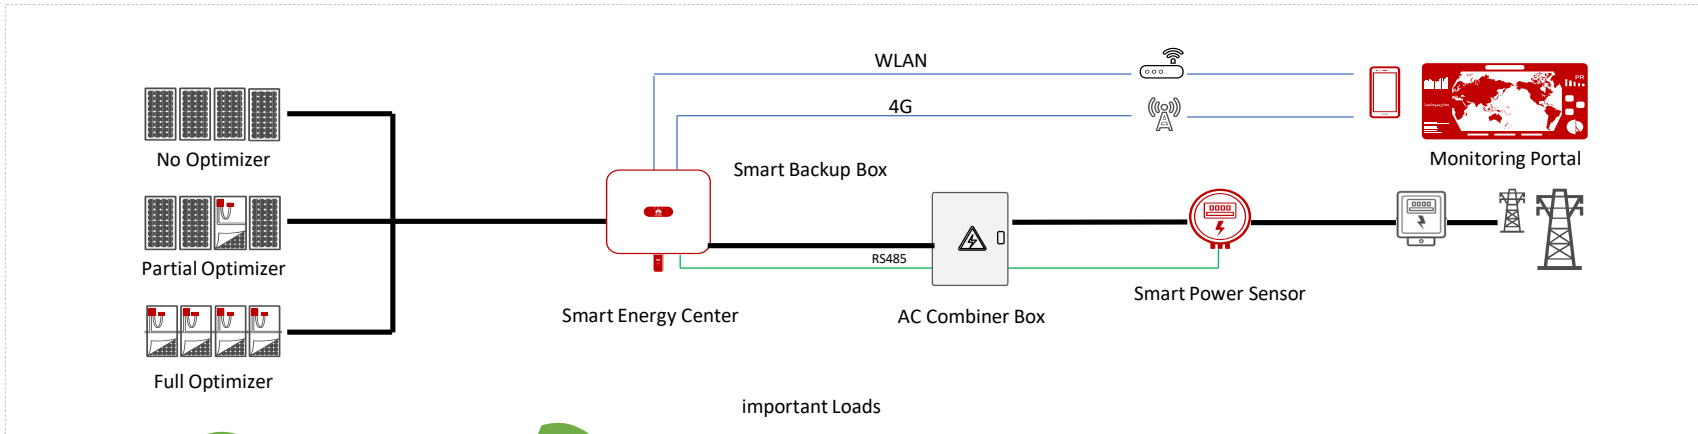 WLAN
4G
No Optimizer
Smart Backup Box
Monitoring Portal
PR
Partial Optimizer
RS485
Smart Energy Center
AC Combiner Box
Smart Power Sensor
Full Optimizer
important Loads